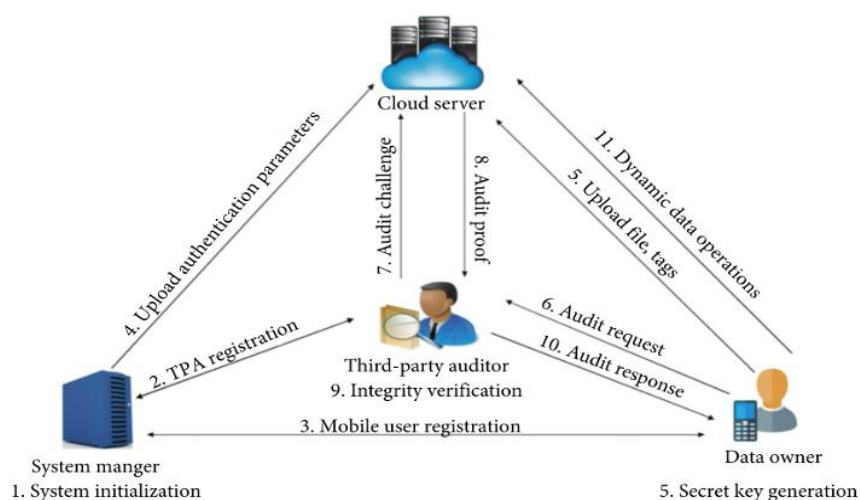 Cloud server
11. Dynamic data operations
5. Upload file, tags
4. Upload authentication parameters
7. Audit challenge
8. Audit proof
6. Audit request
10. Audit response
2. TPA registration
Third-party auditor
9. Integrity verification
3. Mobile user registration
System manger
1. System initialization
Data owner
5. Secret key generation